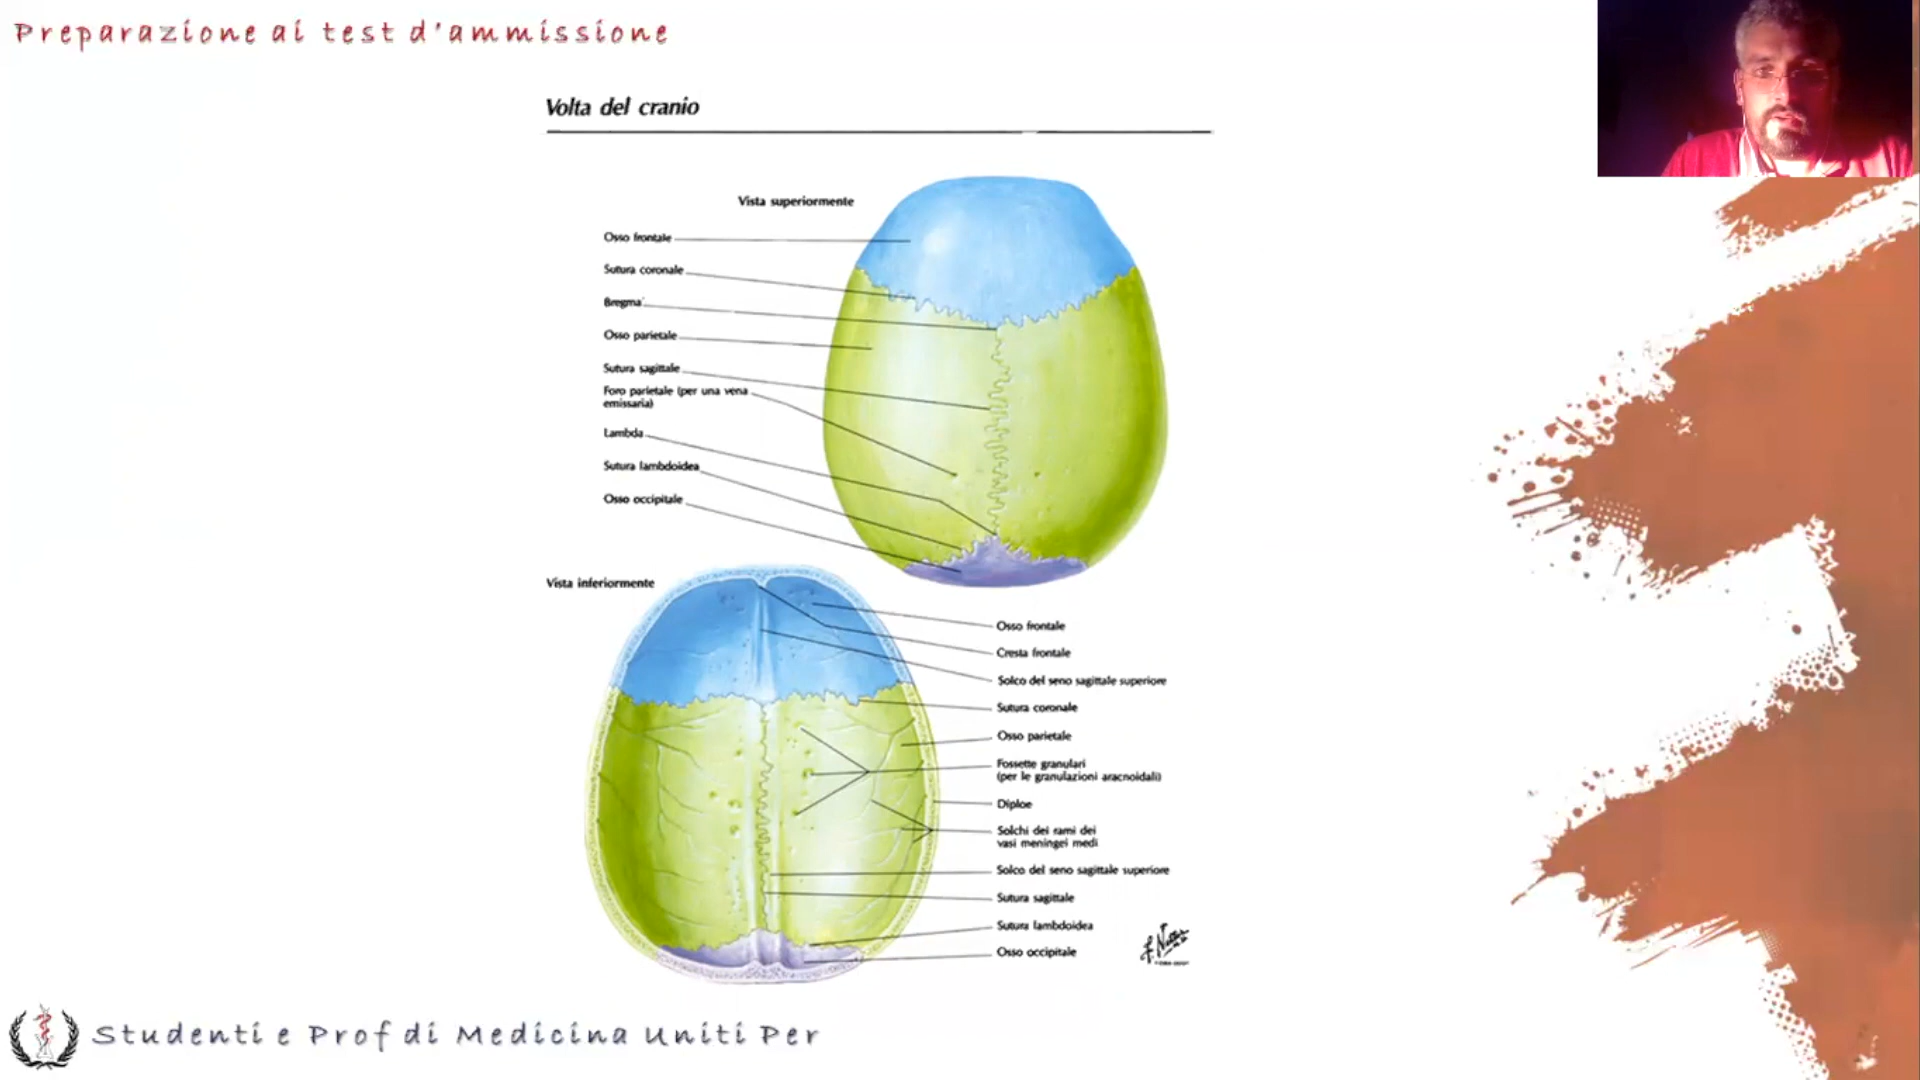 Preparazione ai test d'ammissione
Volta del cranio
Vista superiormente
Osso frontale
Sutura coronale
Bregma
Osso parietale
Sutura sagittale
Foro parietale (per una vena
emissaria)
Lambda
Sutura lambdoidea
Osso occipitale
Vista inferiormente
Osso frontale
Cresta frontale
Solco del seno sagittale superiore
Sutura coronale
Osso parietale
Fossette granulari
(per le granulazioni aracnoidali)
Diploe
Solchi dei rami dei
vasi meningei medi
Solco del seno sagittale superiore
Sutura sagittale
Sutura lambdoidea
Osso occipitale
Studenti e Prof di Medicina Uniti Per